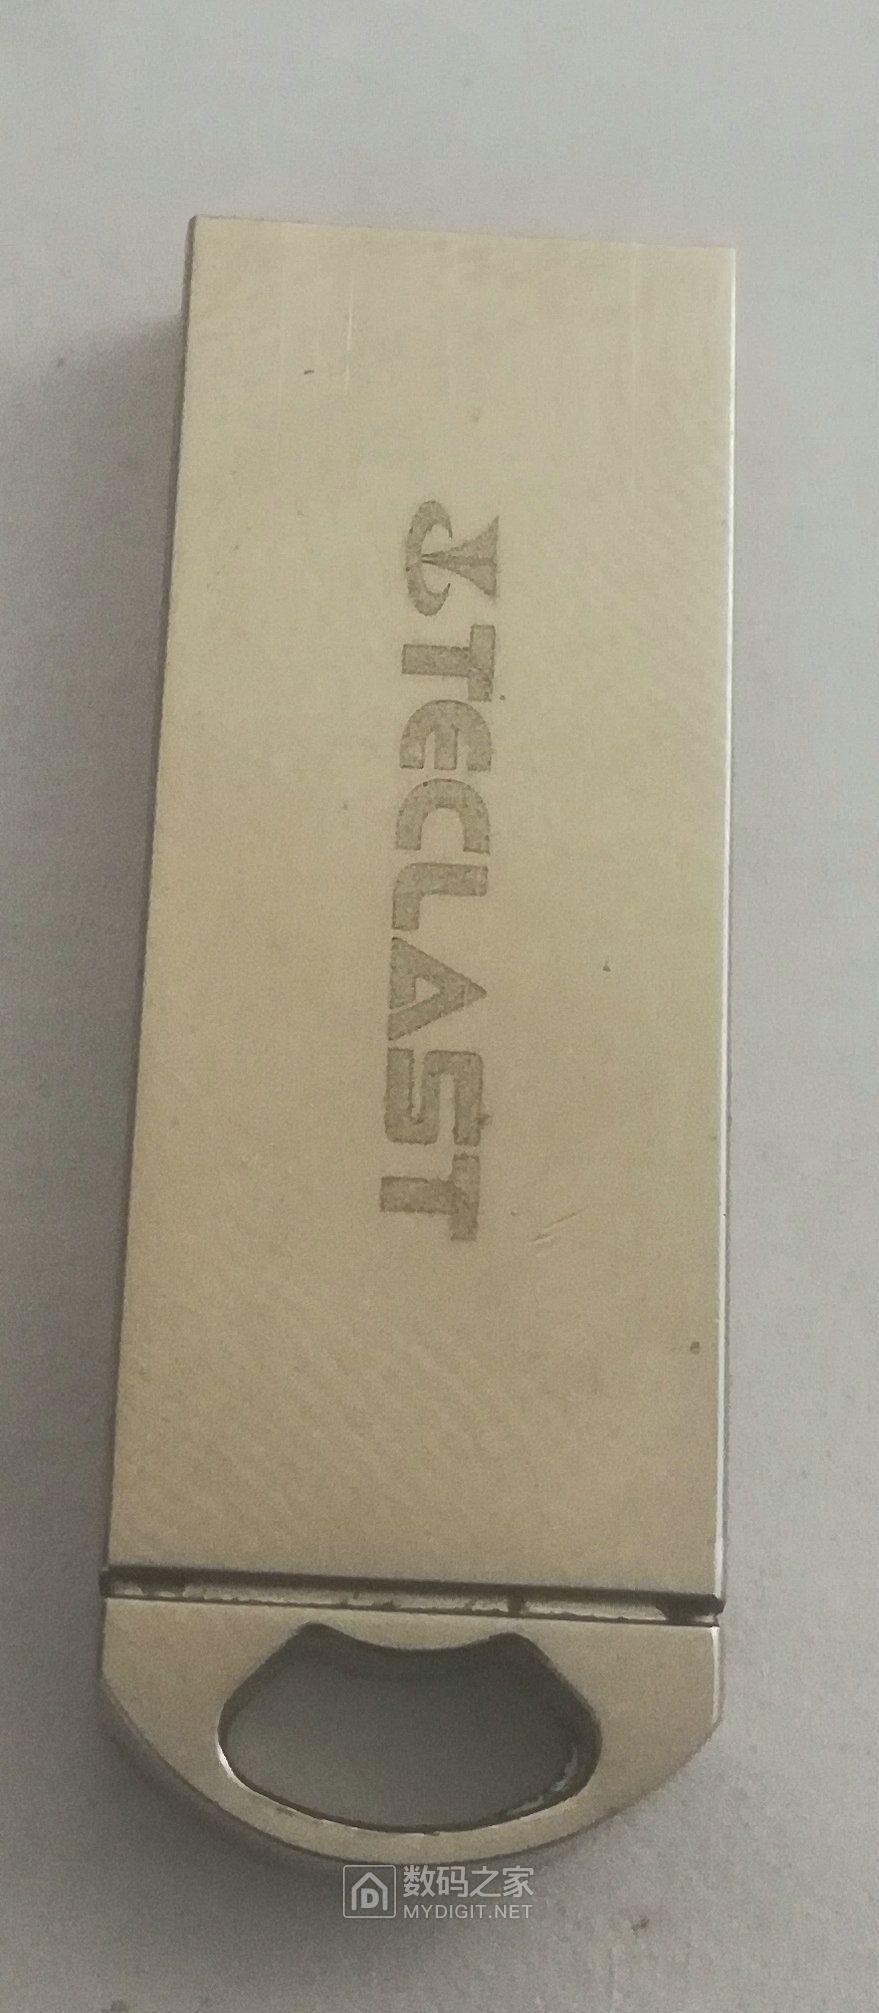 TECLAST
数码之家
MYDIGIT.NET